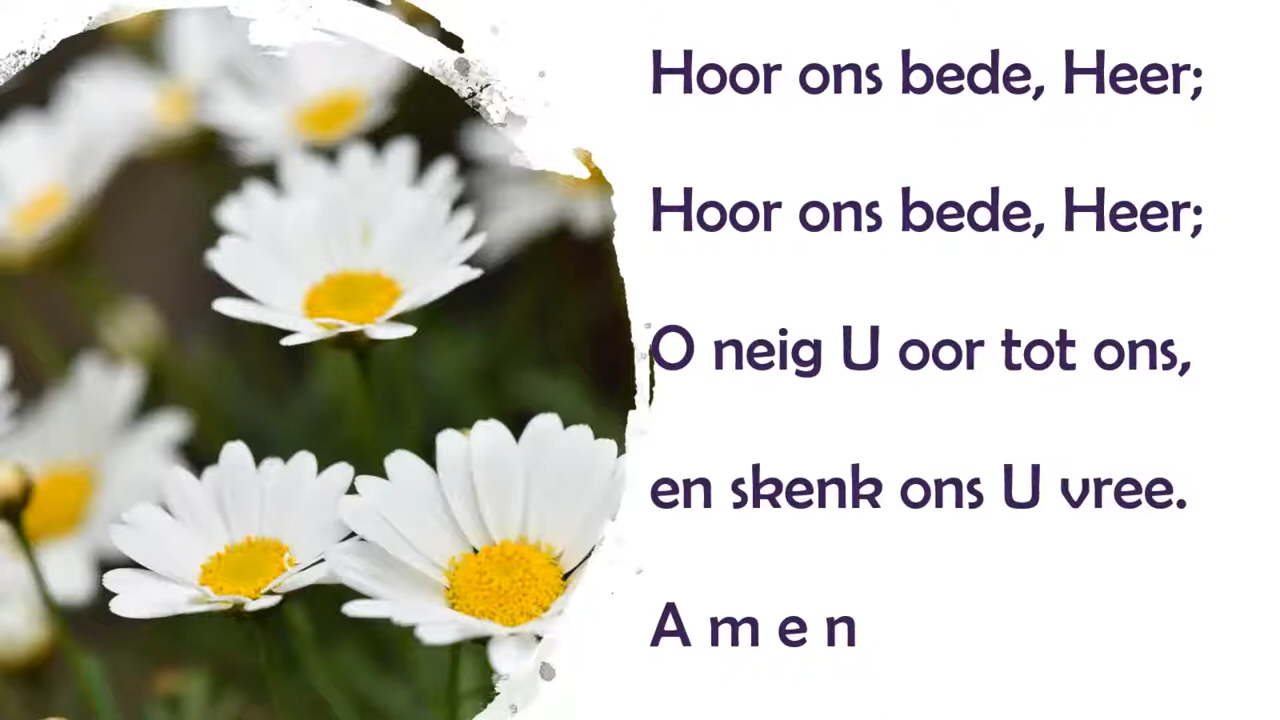 Hoor ons bede, Heer;
Hoor ons bede, Heer;
O neig U oor tot ons,
en skenk ons U vree.
A m e n